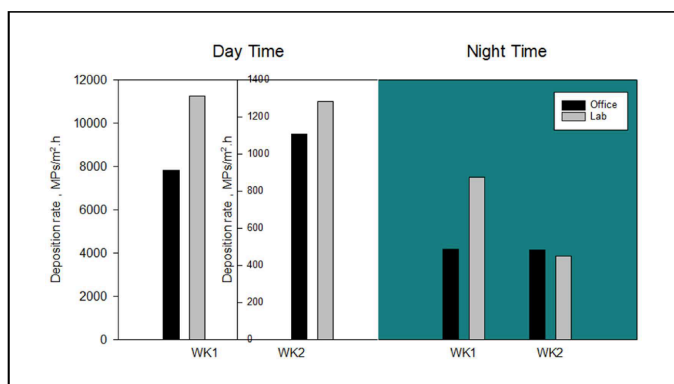 Day Time
Night Time
Deposition rate , MPs/m².h
12000
10000
8000
6000
4000
2000
0
Deposition rate , MPs/m².h
1400
1200
1000
800
600
400
200
0
Office
Lab
WK1
WK2
WK1
WK2